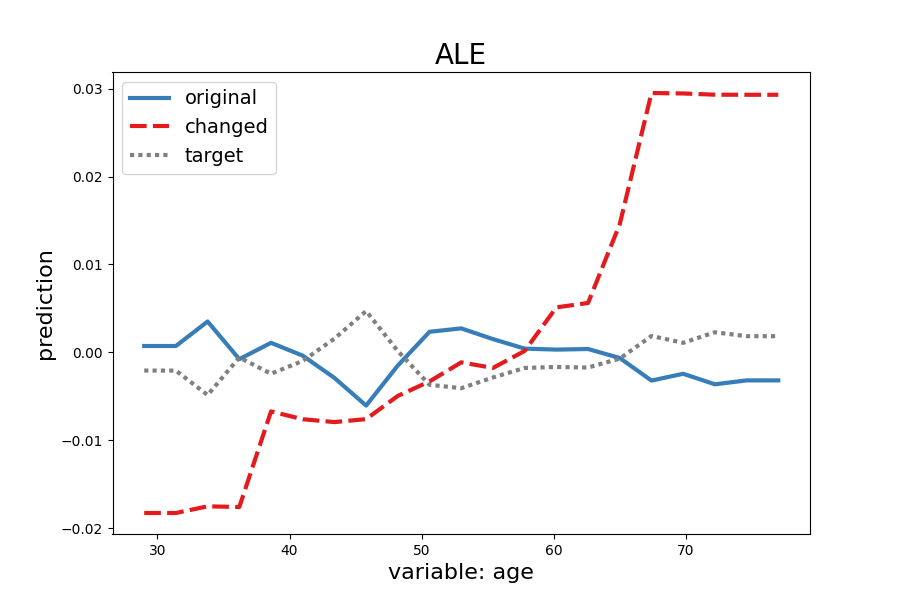 ALE
original
changed
target
prediction
0.03
0.02
0.01
0.00
−0.01
−0.02
30 40 50 60 70
variable: age